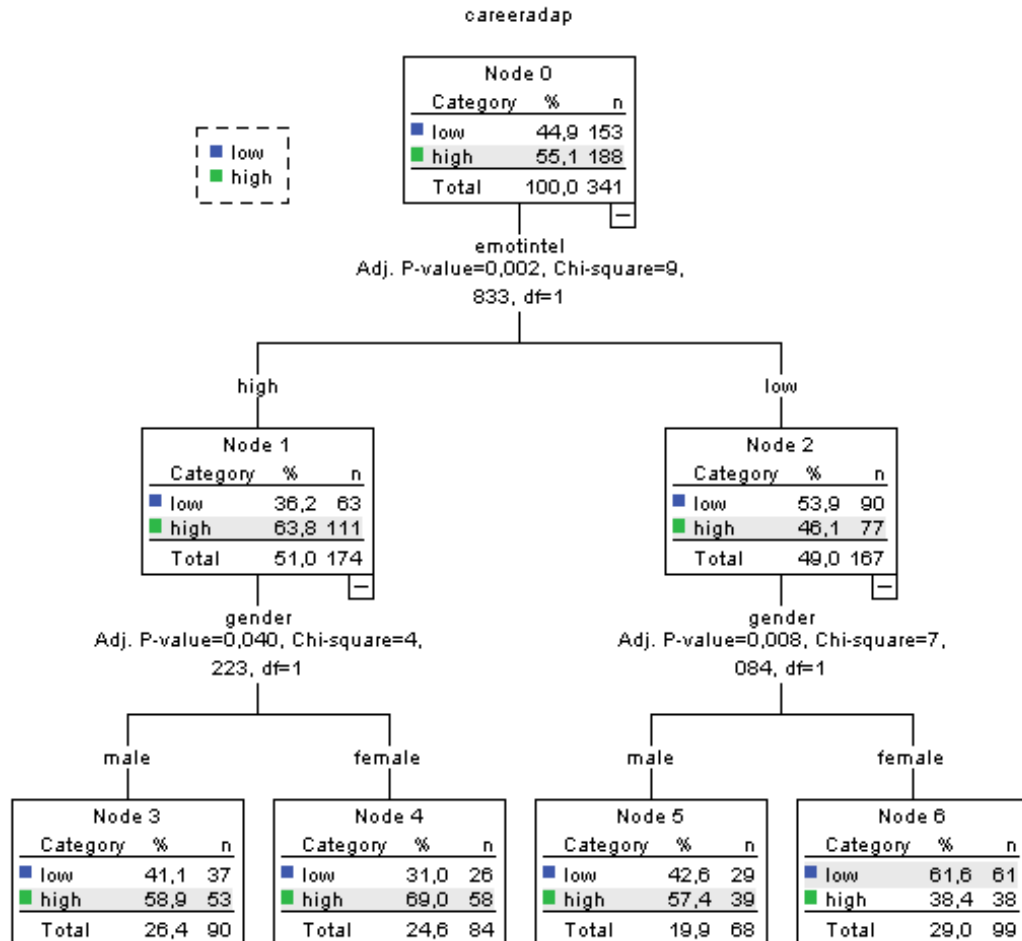 careeradap
Node 0
Category % n
low 44,9 153
high 55,1 188
Total 100,0 341
low
high
emotintel
Adj. P-value=0,002, Chi-square=9,
833, df=1
high
low
Node 1
Category % n
low 36,2 63
high 63,8 111
Total 51,0 174
Node 2
Category % n
low 53,9 90
high 46,1 77
Total 49,0 167
gender
Adj. P-value=0,040, Chi-square=4,
223, df=1
gender
Adj. P-value=0,008, Chi-square=7,
084, df=1
male
female
male
female
Node 3
Category % n
low 41,1 37
high 58,9 53
Total 26,4 90
Node 4
Category % n
low 31,0 26
high 69,0 58
Total 24,6 84
Node 5
Category % n
low 42,6 29
high 57,4 39
Total 19,9 68
Node 6
Category % n
low 61,6 61
high 38,4 38
Total 29,0 99